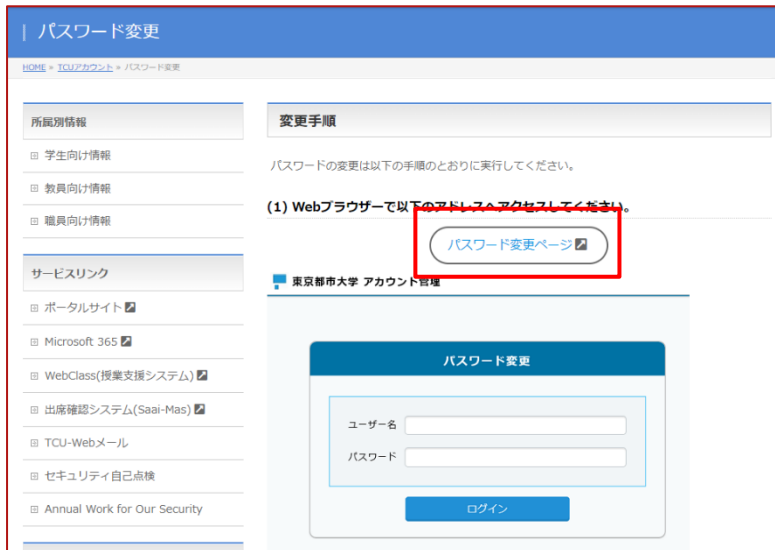 パスワード変更
HOME » TCUアカウント » パスワード変更
所属別情報
学生向け情報
教員向け情報
職員向け情報
サービスリンク
ポータルサイト
Microsoft 365
WebClass(授業支援システム)
出席確認システム(Saai-Mas)
TCU-Webメール
セキュリティ自己点検
Annual Work for Our Security
変更手順
パスワードの変更は以下の手順のとおりに実行してください。
(1) Webブラウザーで以下のアドレスへアクセスしてください。
パスワード変更ページ
東京都市大学 アカウント管理
パスワード変更
ユーザー名
パスワード
ログイン